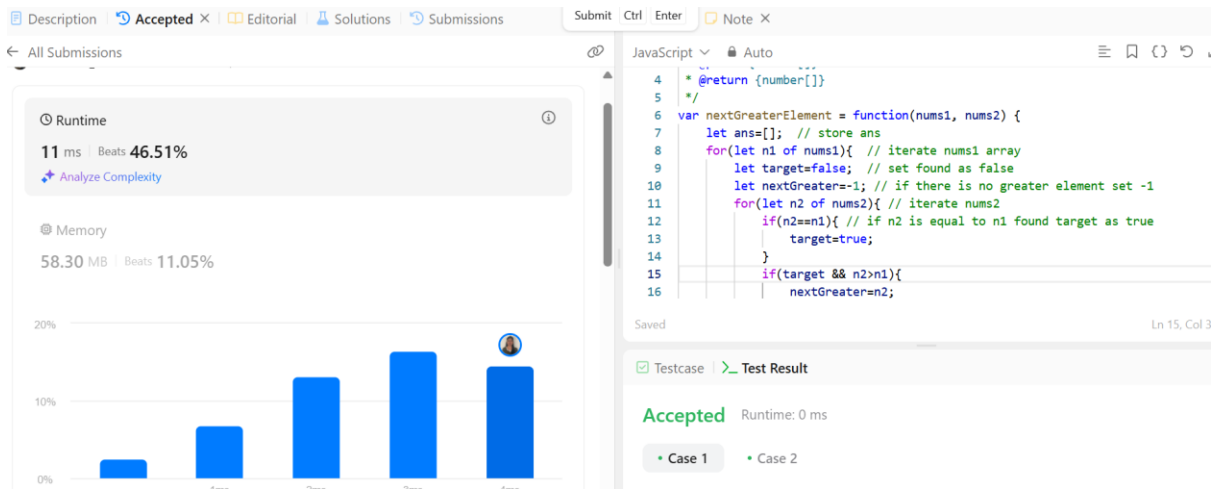 Description Accepted Editorial Solutions Submissions
Submit Ctrl Enter
Note
All Submissions
Runtime
11 ms Beats 46.51%
Analyze Complexity
Memory
58.30 MB Beats 11.05%
20%
10%
0%
JavaScript Auto
4 * @return {number[]}
5 */
6 var nextGreaterElement = function(nums1, nums2) {
7 let ans=[]; // store ans
8 for(let n1 of nums1){ // iterate nums1 array
9 let target=false; // set found as false
10 let nextGreater=-1; // if there is no greater element set -1
11 for(let n2 of nums2){ // iterate nums2
12 if(n2==n1){ // if n2 is equal to n1 found target as true
13 target=true;
14 }
15 if(target && n2>n1){
16 nextGreater=n2;
Saved Ln 15, Col 3
Testcase Test Result
Accepted Runtime: 0 ms
Case 1 Case 2